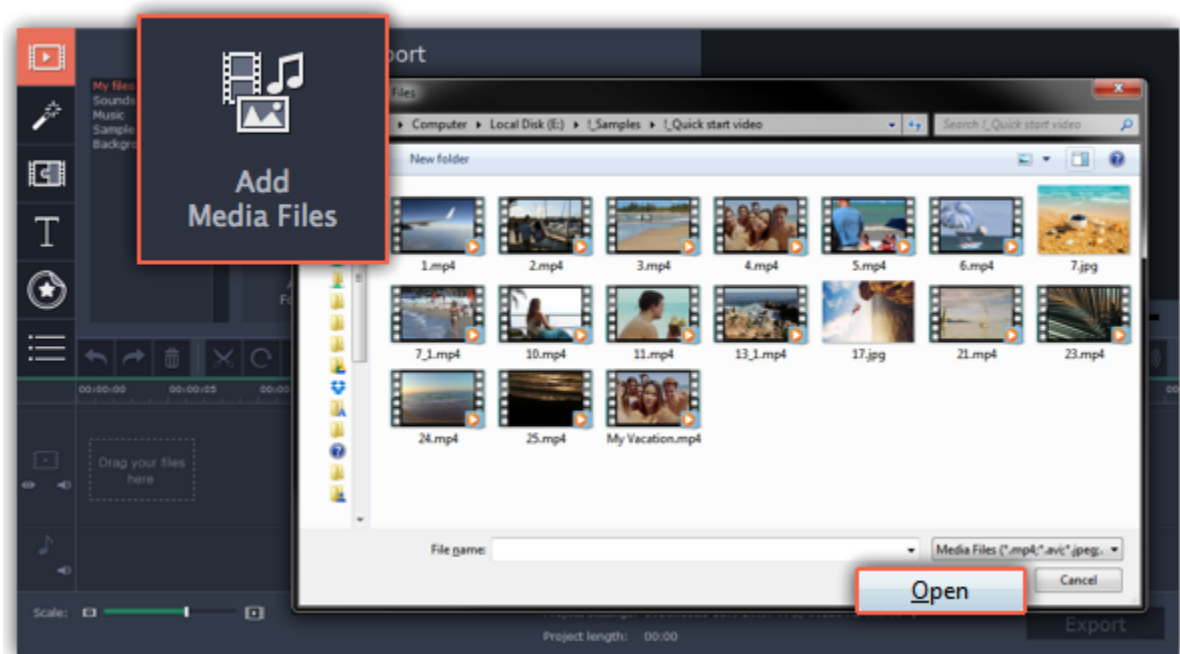 port
Add
Media Files
My files
Sounds
Music
Sample
Backgro
Files
Computer
Local Disk (E:)
!_Samples
!_Quick start video
Search !_Quick start video
New folder
1.mp4
2.mp4
3.mp4
4.mp4
5.mp4
6.mp4
7.jpg
7_1.mp4
10.mp4
11.mp4
13_1.mp4
17.jpg
21.mp4
23.mp4
24.mp4
25.mp4
My Vacation.mp4
T
00:00:00
00:00:05
00:00
Drag your files
here
File name:
Media Files (*.mp4;*.avi;*.jpeg;.
Open
Cancel
Scale:
Project length: 00:00
Export